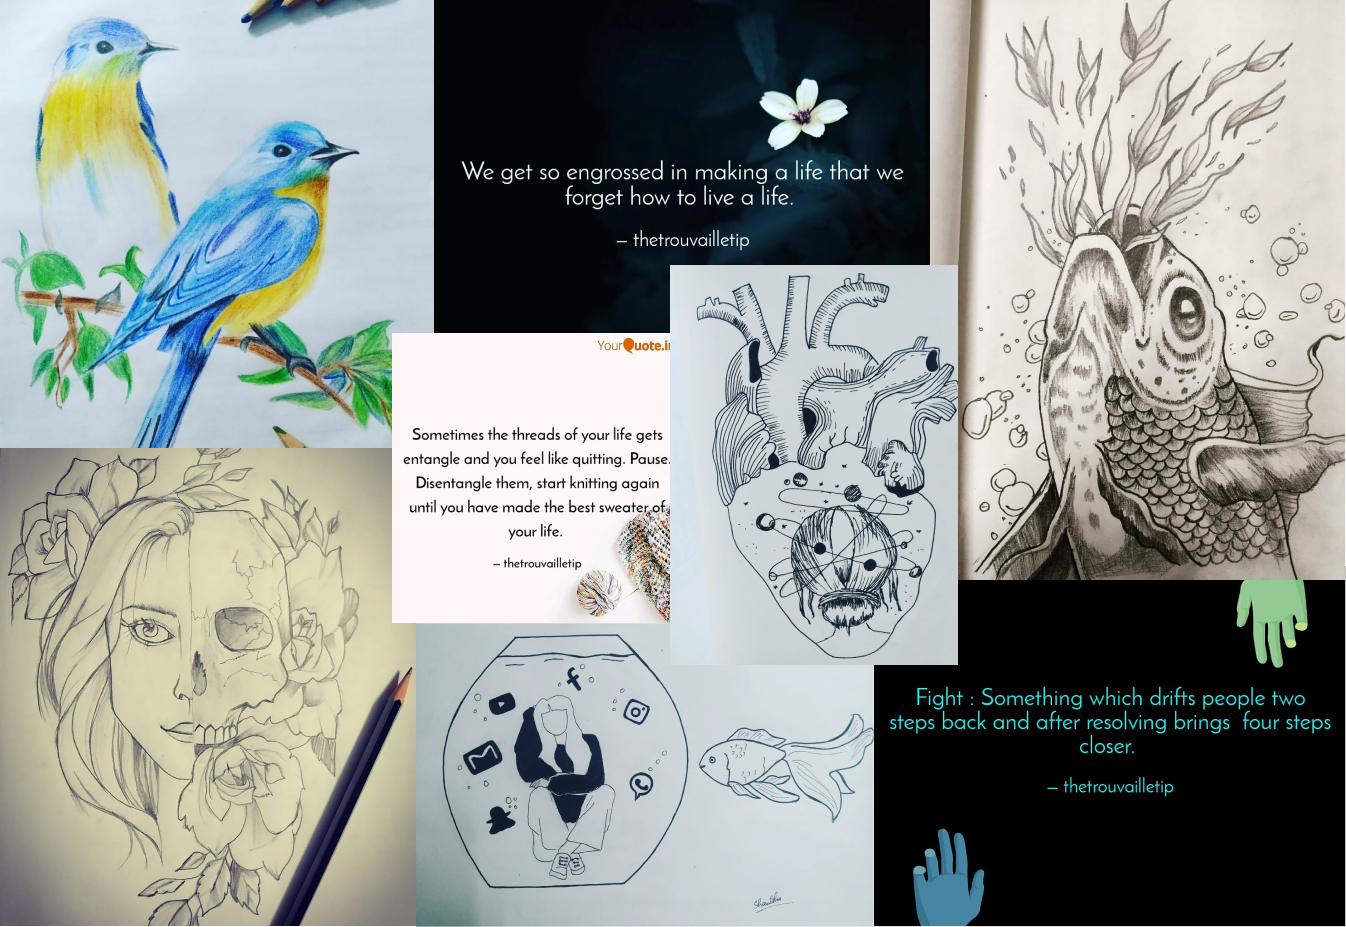 We get so engrossed in making a life that we
forget how to live a life.
– thetrouvailletip
YourQuote.i
Sometimes the threads of your life gets
entangle and you feel like quitting. Pause.
Disentangle them, start knitting again
until you have made the best sweater of
your life.
– thetrouvailletip
Fight : Something which drifts people two
steps back and after resolving brings four steps
closer.
– thetrouvailletip